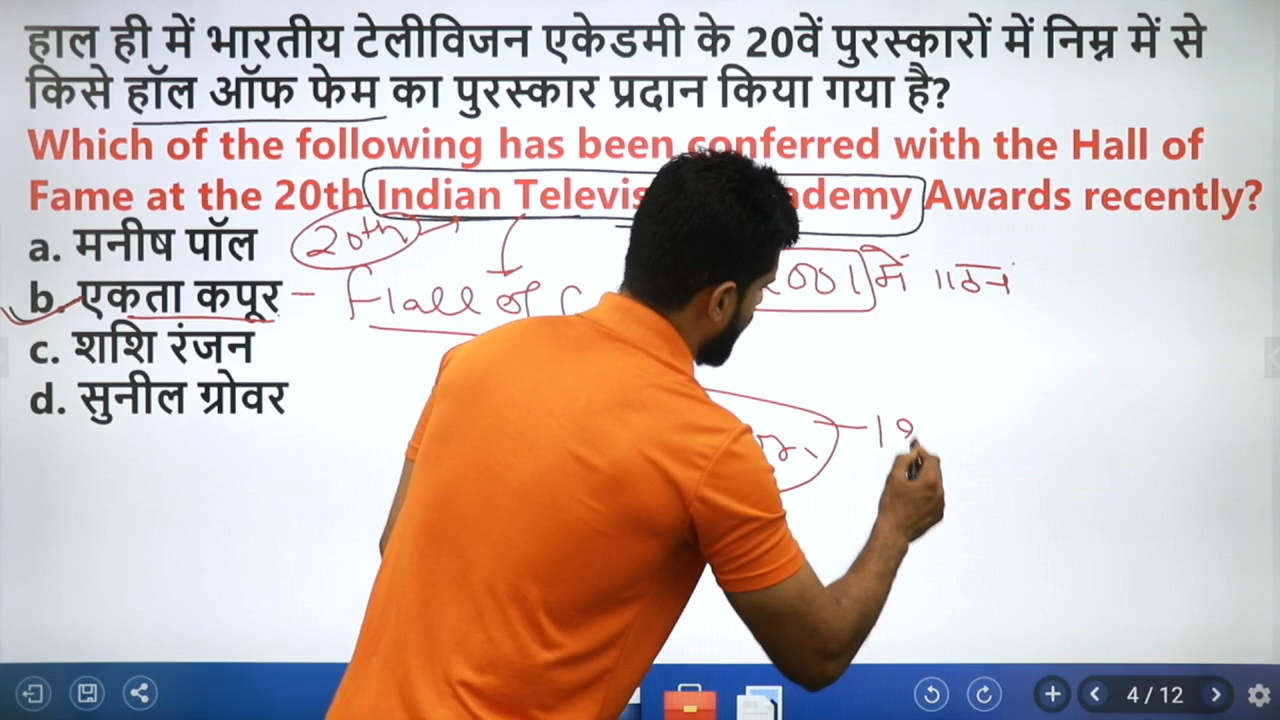 हाल ही में भारतीय टेलीविजन एकेडमी के 20वें पुरस्कारों में निम्न में से
किसे हॉल ऑफ फेम का पुरस्कार प्रदान किया गया है?
Which of the following has been conferred with the Hall of
Fame at the 20th Indian Televis ademy Awards recently?
a. मनीष पॉल
20th
b. एकता कपूर - Hall of 2001 में गठन
c. शशि रंजन
d. सुनील ग्रोवर
19
4 / 12